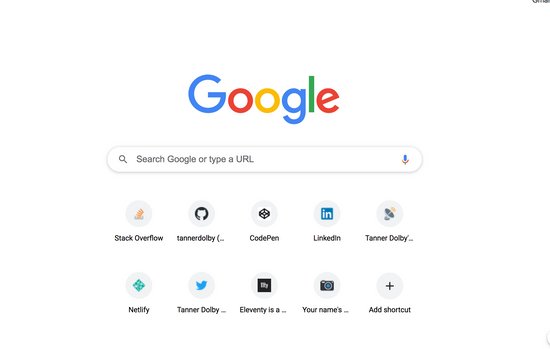 Google
Search Google or type a URL
Stack Overflow
tannerdolby (...
CodePen
LinkedIn
Tanner Dolby'...
Netlify
Tanner Dolby ...
Eleventy is a ...
Your name's ...
Add shortcut